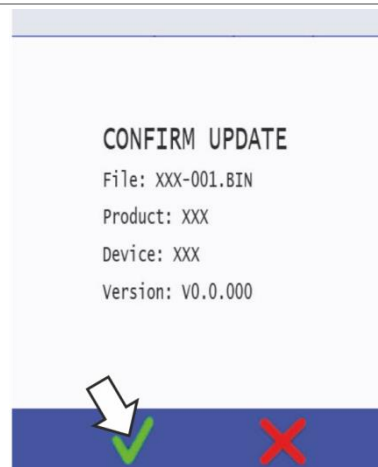 CONFIRM UPDATE
File: XXX-001.BIN
Product: XXX
Device: XXX
Version: V0.0.000